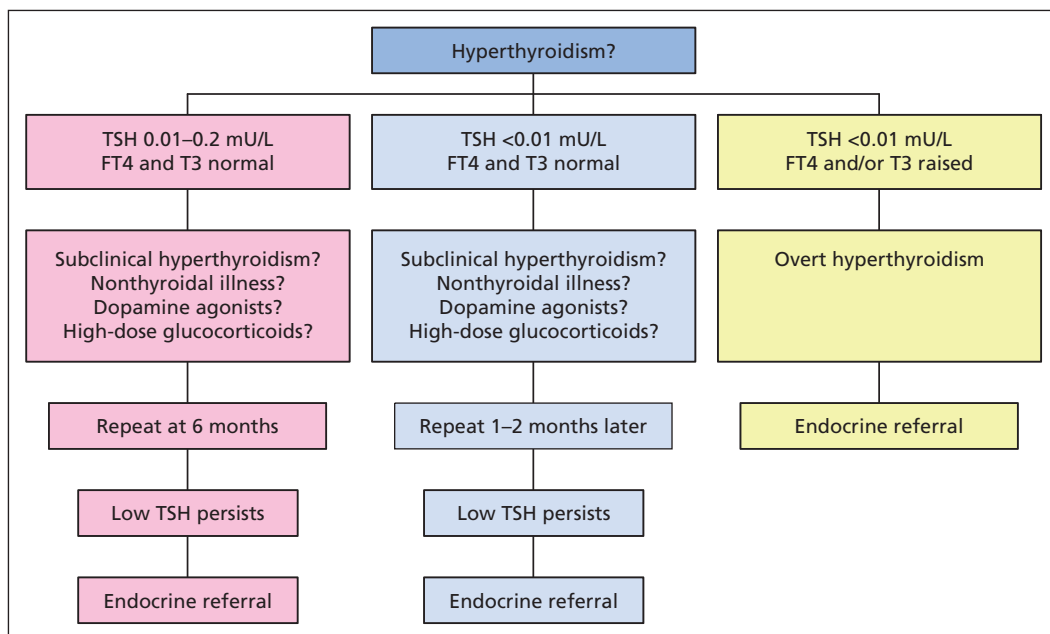 Hyperthyroidism?
TSH 0.01–0.2 mU/L
FT4 and T3 normal
TSH <0.01 mU/L
FT4 and T3 normal
TSH <0.01 mU/L
FT4 and/or T3 raised
Subclinical hyperthyroidism?
Nonthyroidal illness?
Dopamine agonists?
High-dose glucocorticoids?
Subclinical hyperthyroidism?
Nonthyroidal illness?
Dopamine agonists?
High-dose glucocorticoids?
Overt hyperthyroidism
Repeat at 6 months
Repeat 1–2 months later
Endocrine referral
Low TSH persists
Low TSH persists
Endocrine referral
Endocrine referral